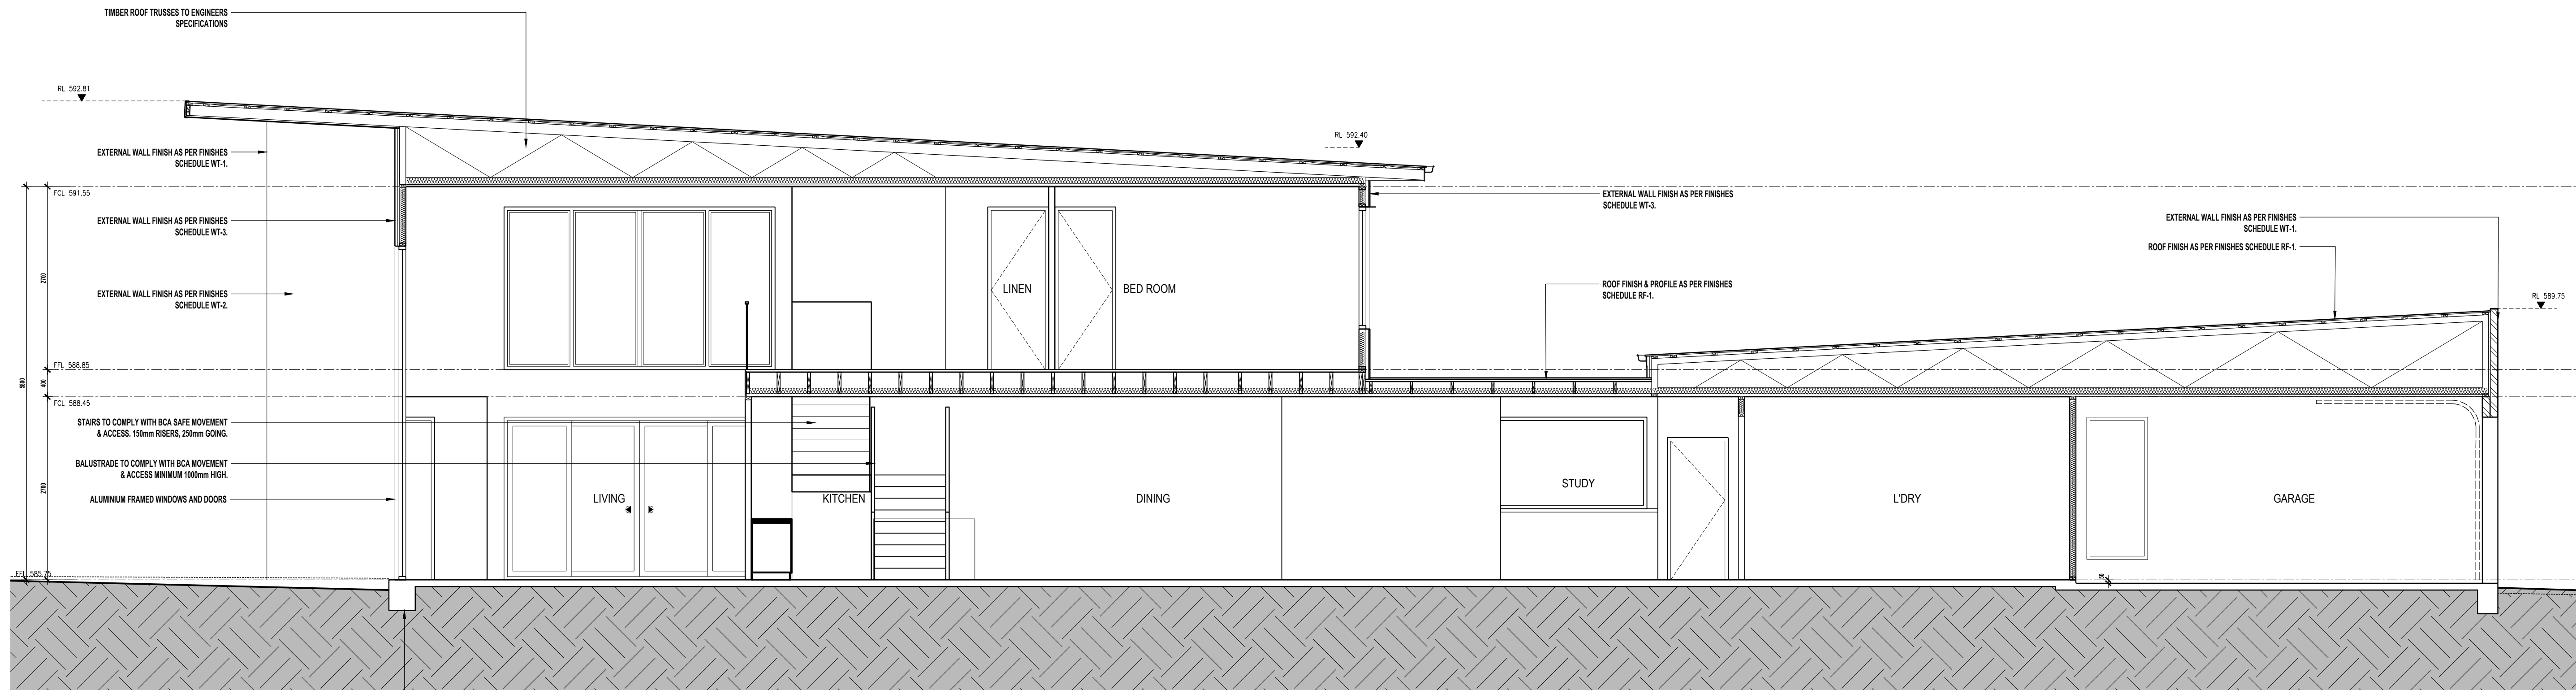 TIMBER ROOF TRUSSES TO ENGINEERS
SPECIFICATIONS
RL 592.81
RL 592.40
EXTERNAL WALL FINISH AS PER FINISHES
SCHEDULE WT-1.
FCL 591.55
EXTERNAL WALL FINISH AS PER FINISHES
SCHEDULE WT-3.
EXTERNAL WALL FINISH AS PER FINISHES
SCHEDULE WT-3.
EXTERNAL WALL FINISH AS PER FINISHES
SCHEDULE WT-1.
ROOF FINISH AS PER FINISHES SCHEDULE RF-1.
2700
EXTERNAL WALL FINISH AS PER FINISHES
SCHEDULE WT-2.
LINEN
BED ROOM
ROOF FINISH & PROFILE AS PER FINISHES
SCHEDULE RF-1.
RL 589.75
FFL 588.85
5800
400
FCL 588.45
STAIRS TO COMPLY WITH BCA SAFE MOVEMENT
& ACCESS. 150mm RISERS, 250mm GOING.
BALUSTRADE TO COMPLY WITH BCA MOVEMENT
& ACCESS MINIMUM 1000mm HIGH.
2700
ALUMINIUM FRAMED WINDOWS AND DOORS
LIVING
KITCHEN
DINING
STUDY
L'DRY
GARAGE
FFL 585.75
50